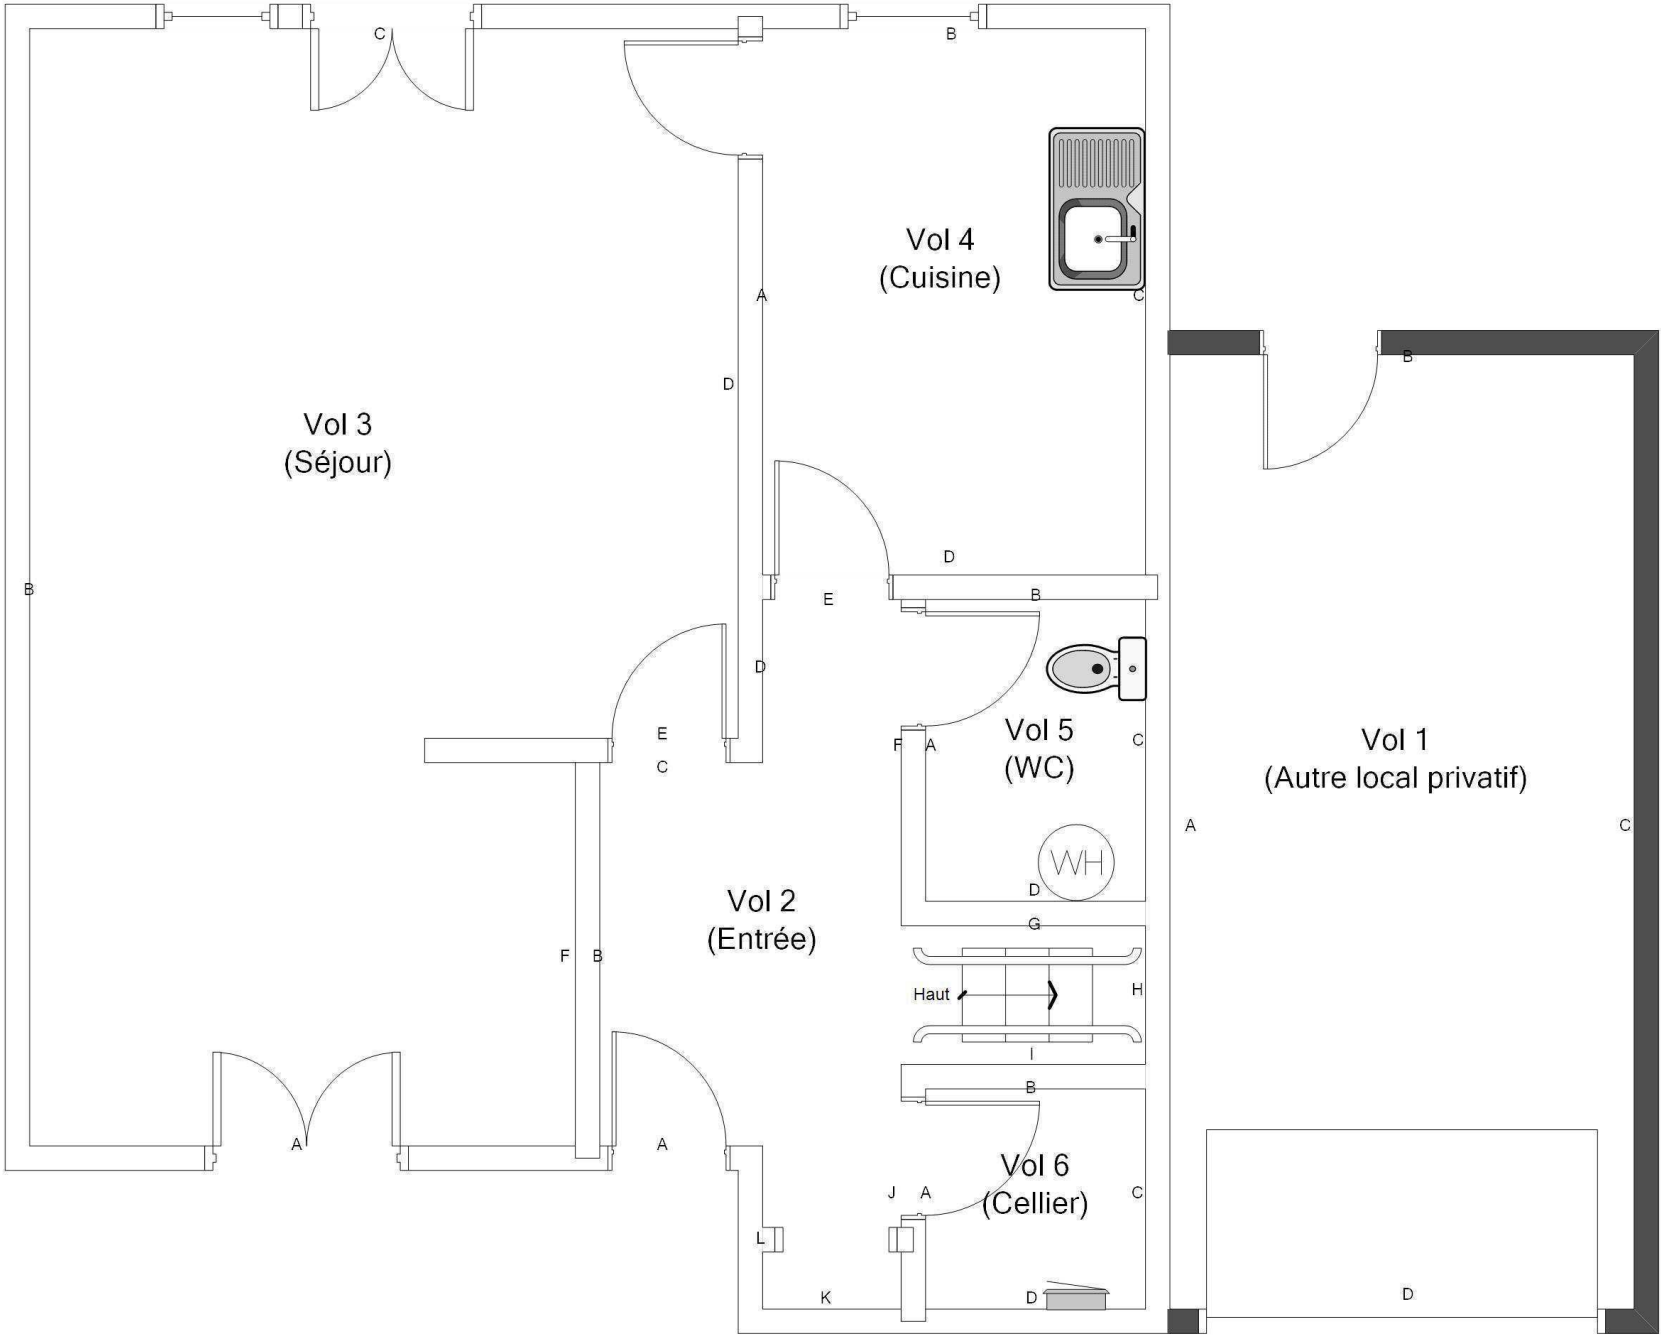 C
B
Vol 4
(Cuisine)
A
C
B
D
Vol 3
(Séjour)
D
B
B
E
D
E
C
F
A
Vol 5
(WC)
C
Vol 1
(Autre local privatif)
A
C
WH
D
Vol 2
(Entrée)
G
F
B
Haut
H
I
B
A
A
Vol 6
(Cellier)
J
A
C
L
K
D
D